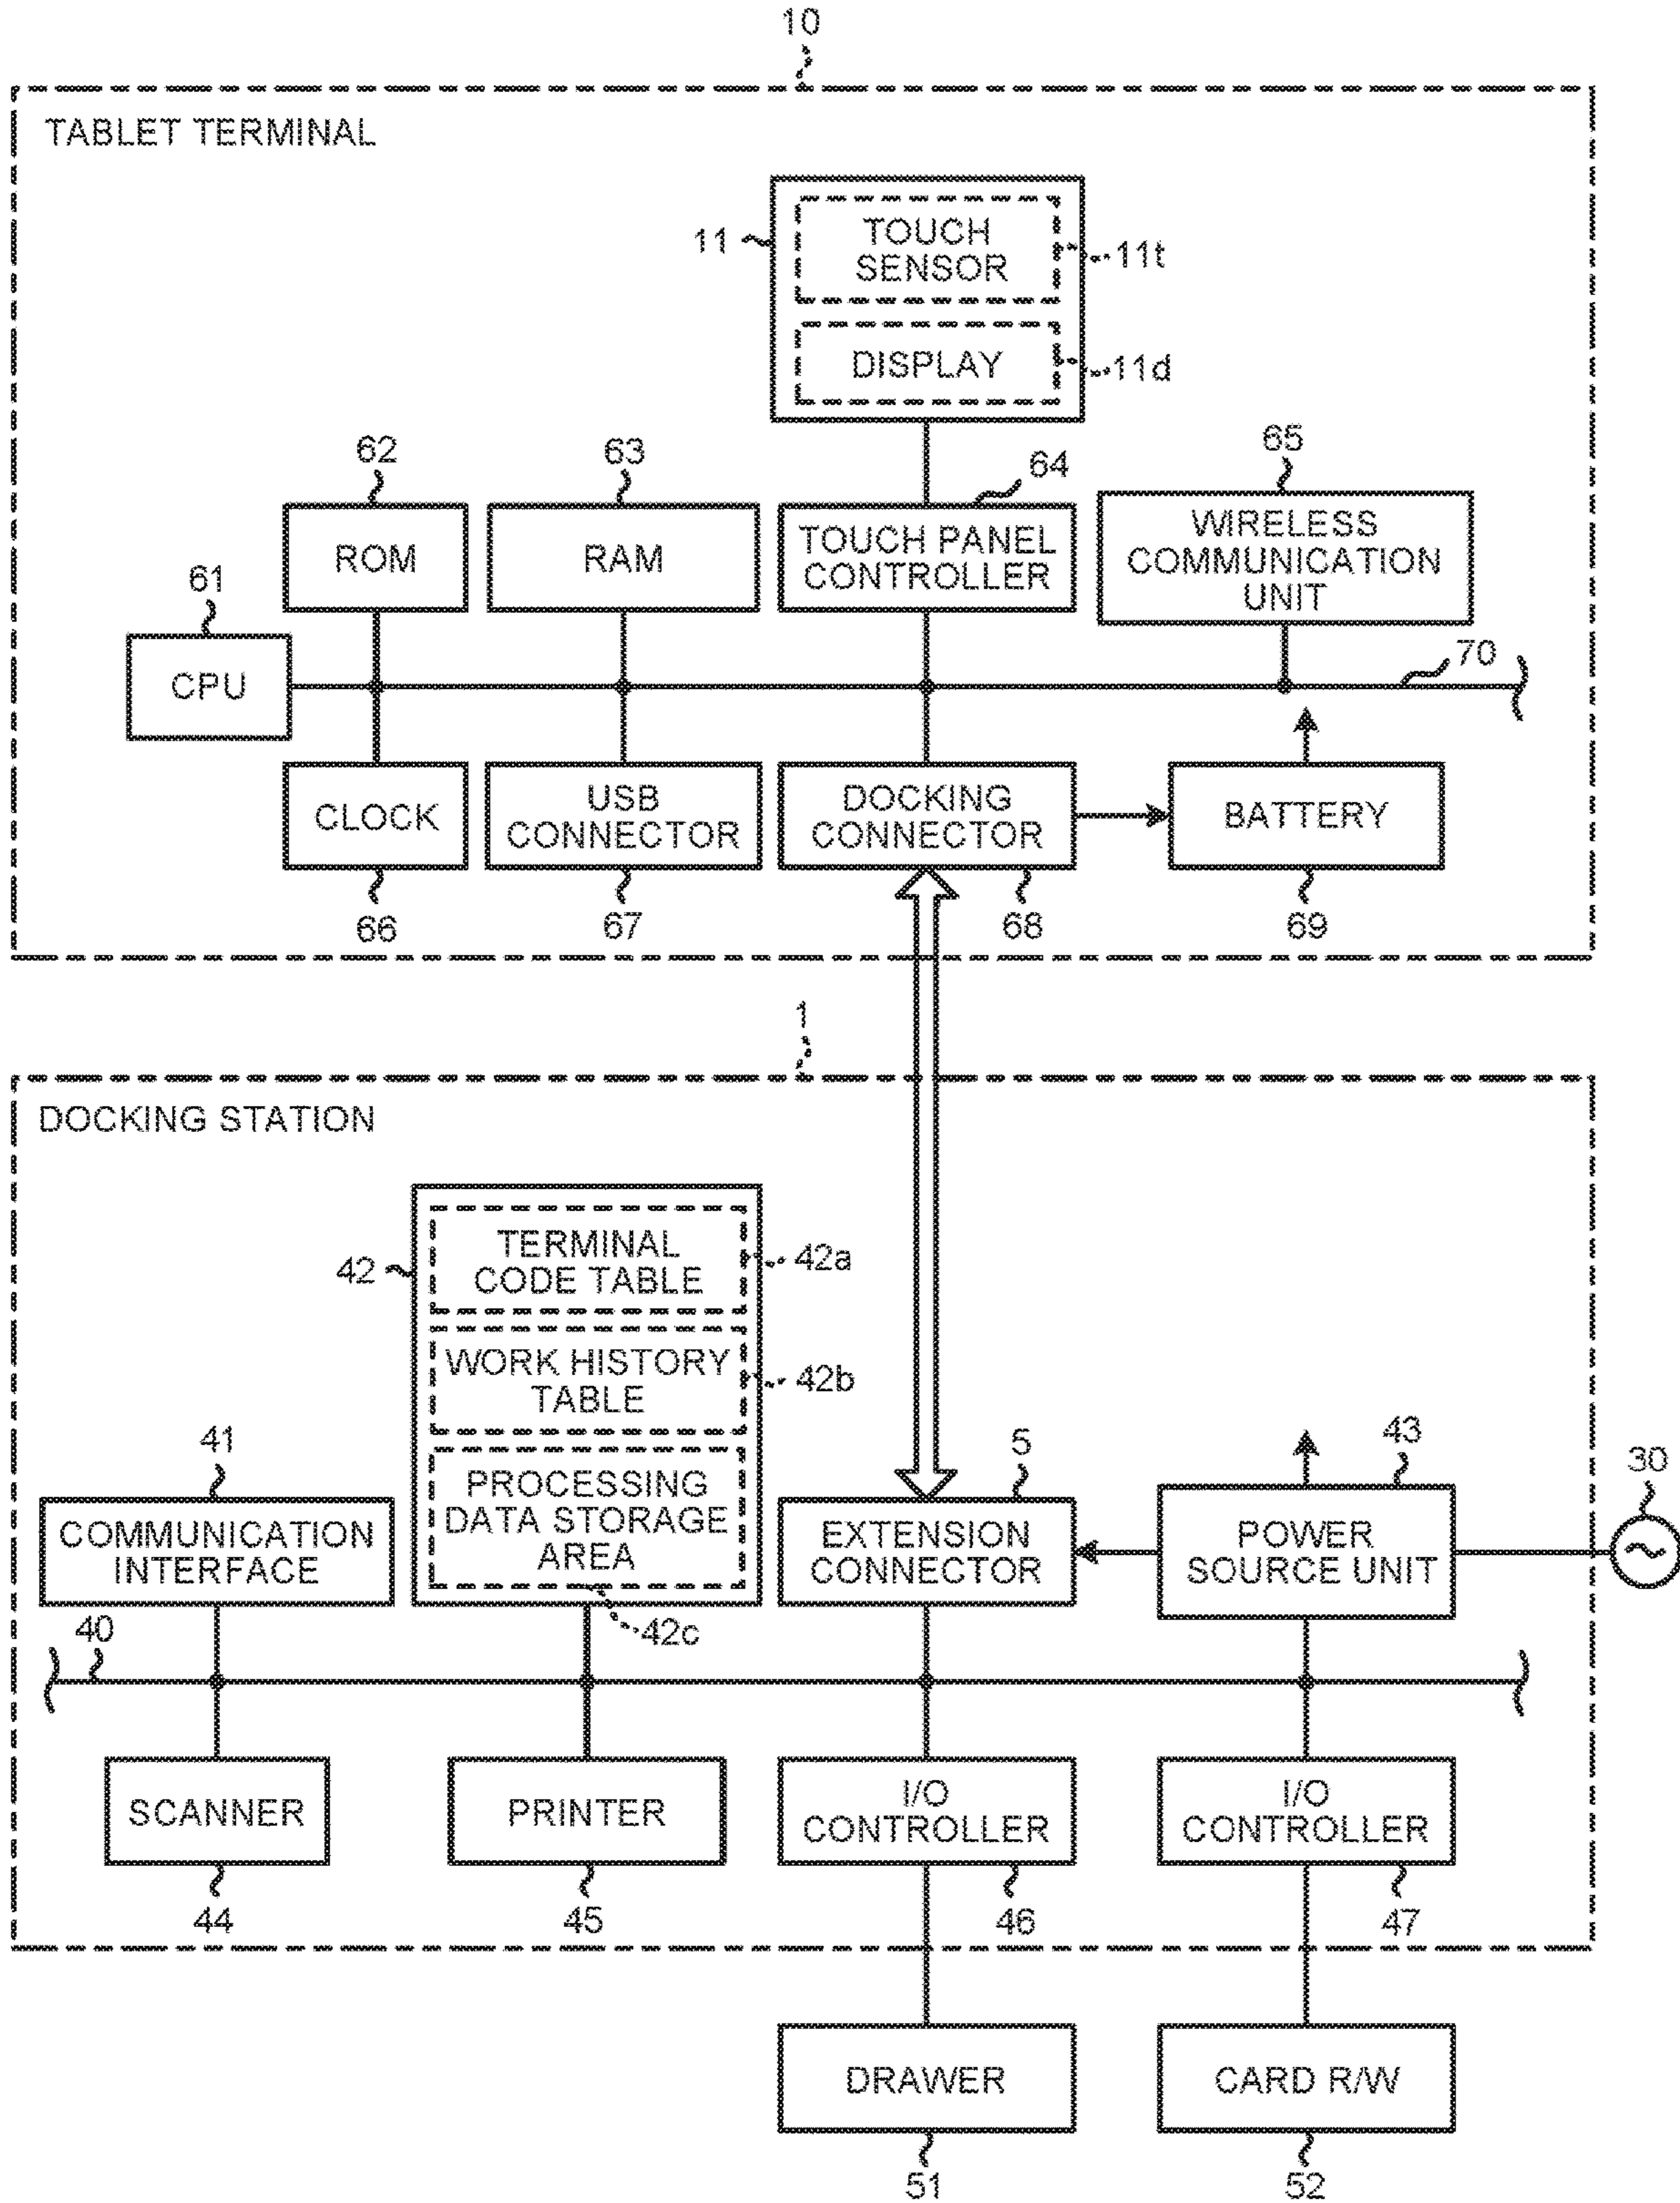 10
TABLET TERMINAL
11
TOUCH
SENSOR
11t
DISPLAY
11d
62
63
64
65
ROM
RAM
TOUCH PANEL
CONTROLLER
WIRELESS
COMMUNICATION
UNIT
61
CPU
70
CLOCK
USB
CONNECTOR
DOCKING
CONNECTOR
BATTERY
66
67
68
69
1
DOCKING STATION
42
TERMINAL
CODE TABLE
42a
WORK HISTORY
TABLE
42b
41
PROCESSING
DATA STORAGE
AREA
5
43
30
COMMUNICATION
INTERFACE
EXTENSION
CONNECTOR
POWER
SOURCE UNIT
40
42c
SCANNER
PRINTER
I/O
CONTROLLER
I/O
CONTROLLER
44
45
46
47
DRAWER
CARD R/W
51
52